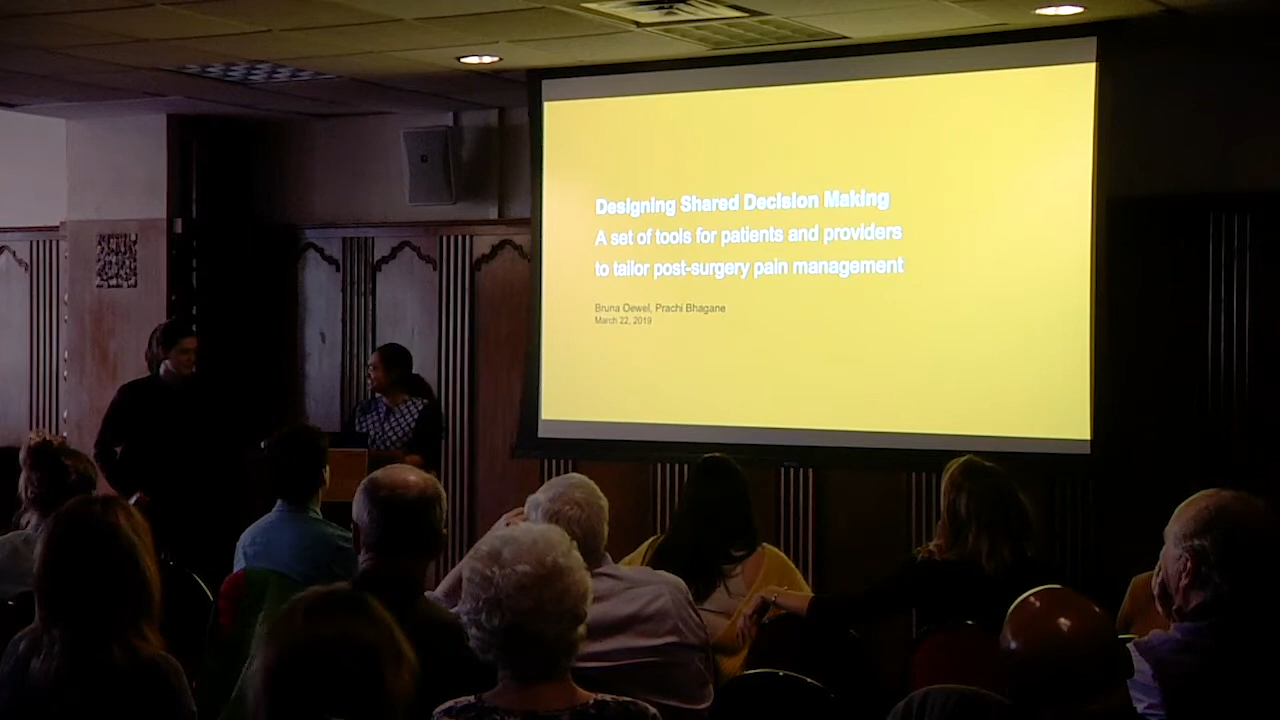 Designing Shared Decision Making
A set of tools for patients and providers
to tailor post-surgery pain management
Bruna Oewel, Prachi Bhagane
March 22, 2019